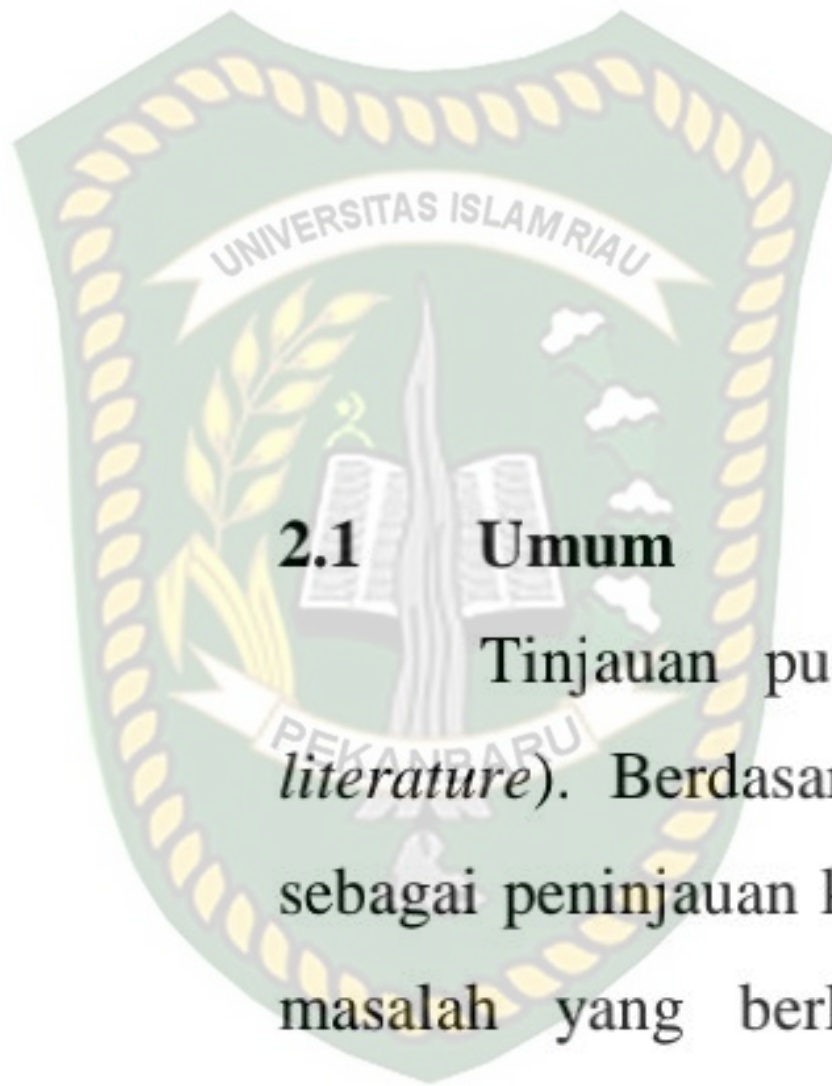 UNIVERSITAS ISLAM RIAU
2.1 Umum
Tinjauan pu
PEKANBARU
literature). Berdasar
sebagai peninjauan
masalah yang berl